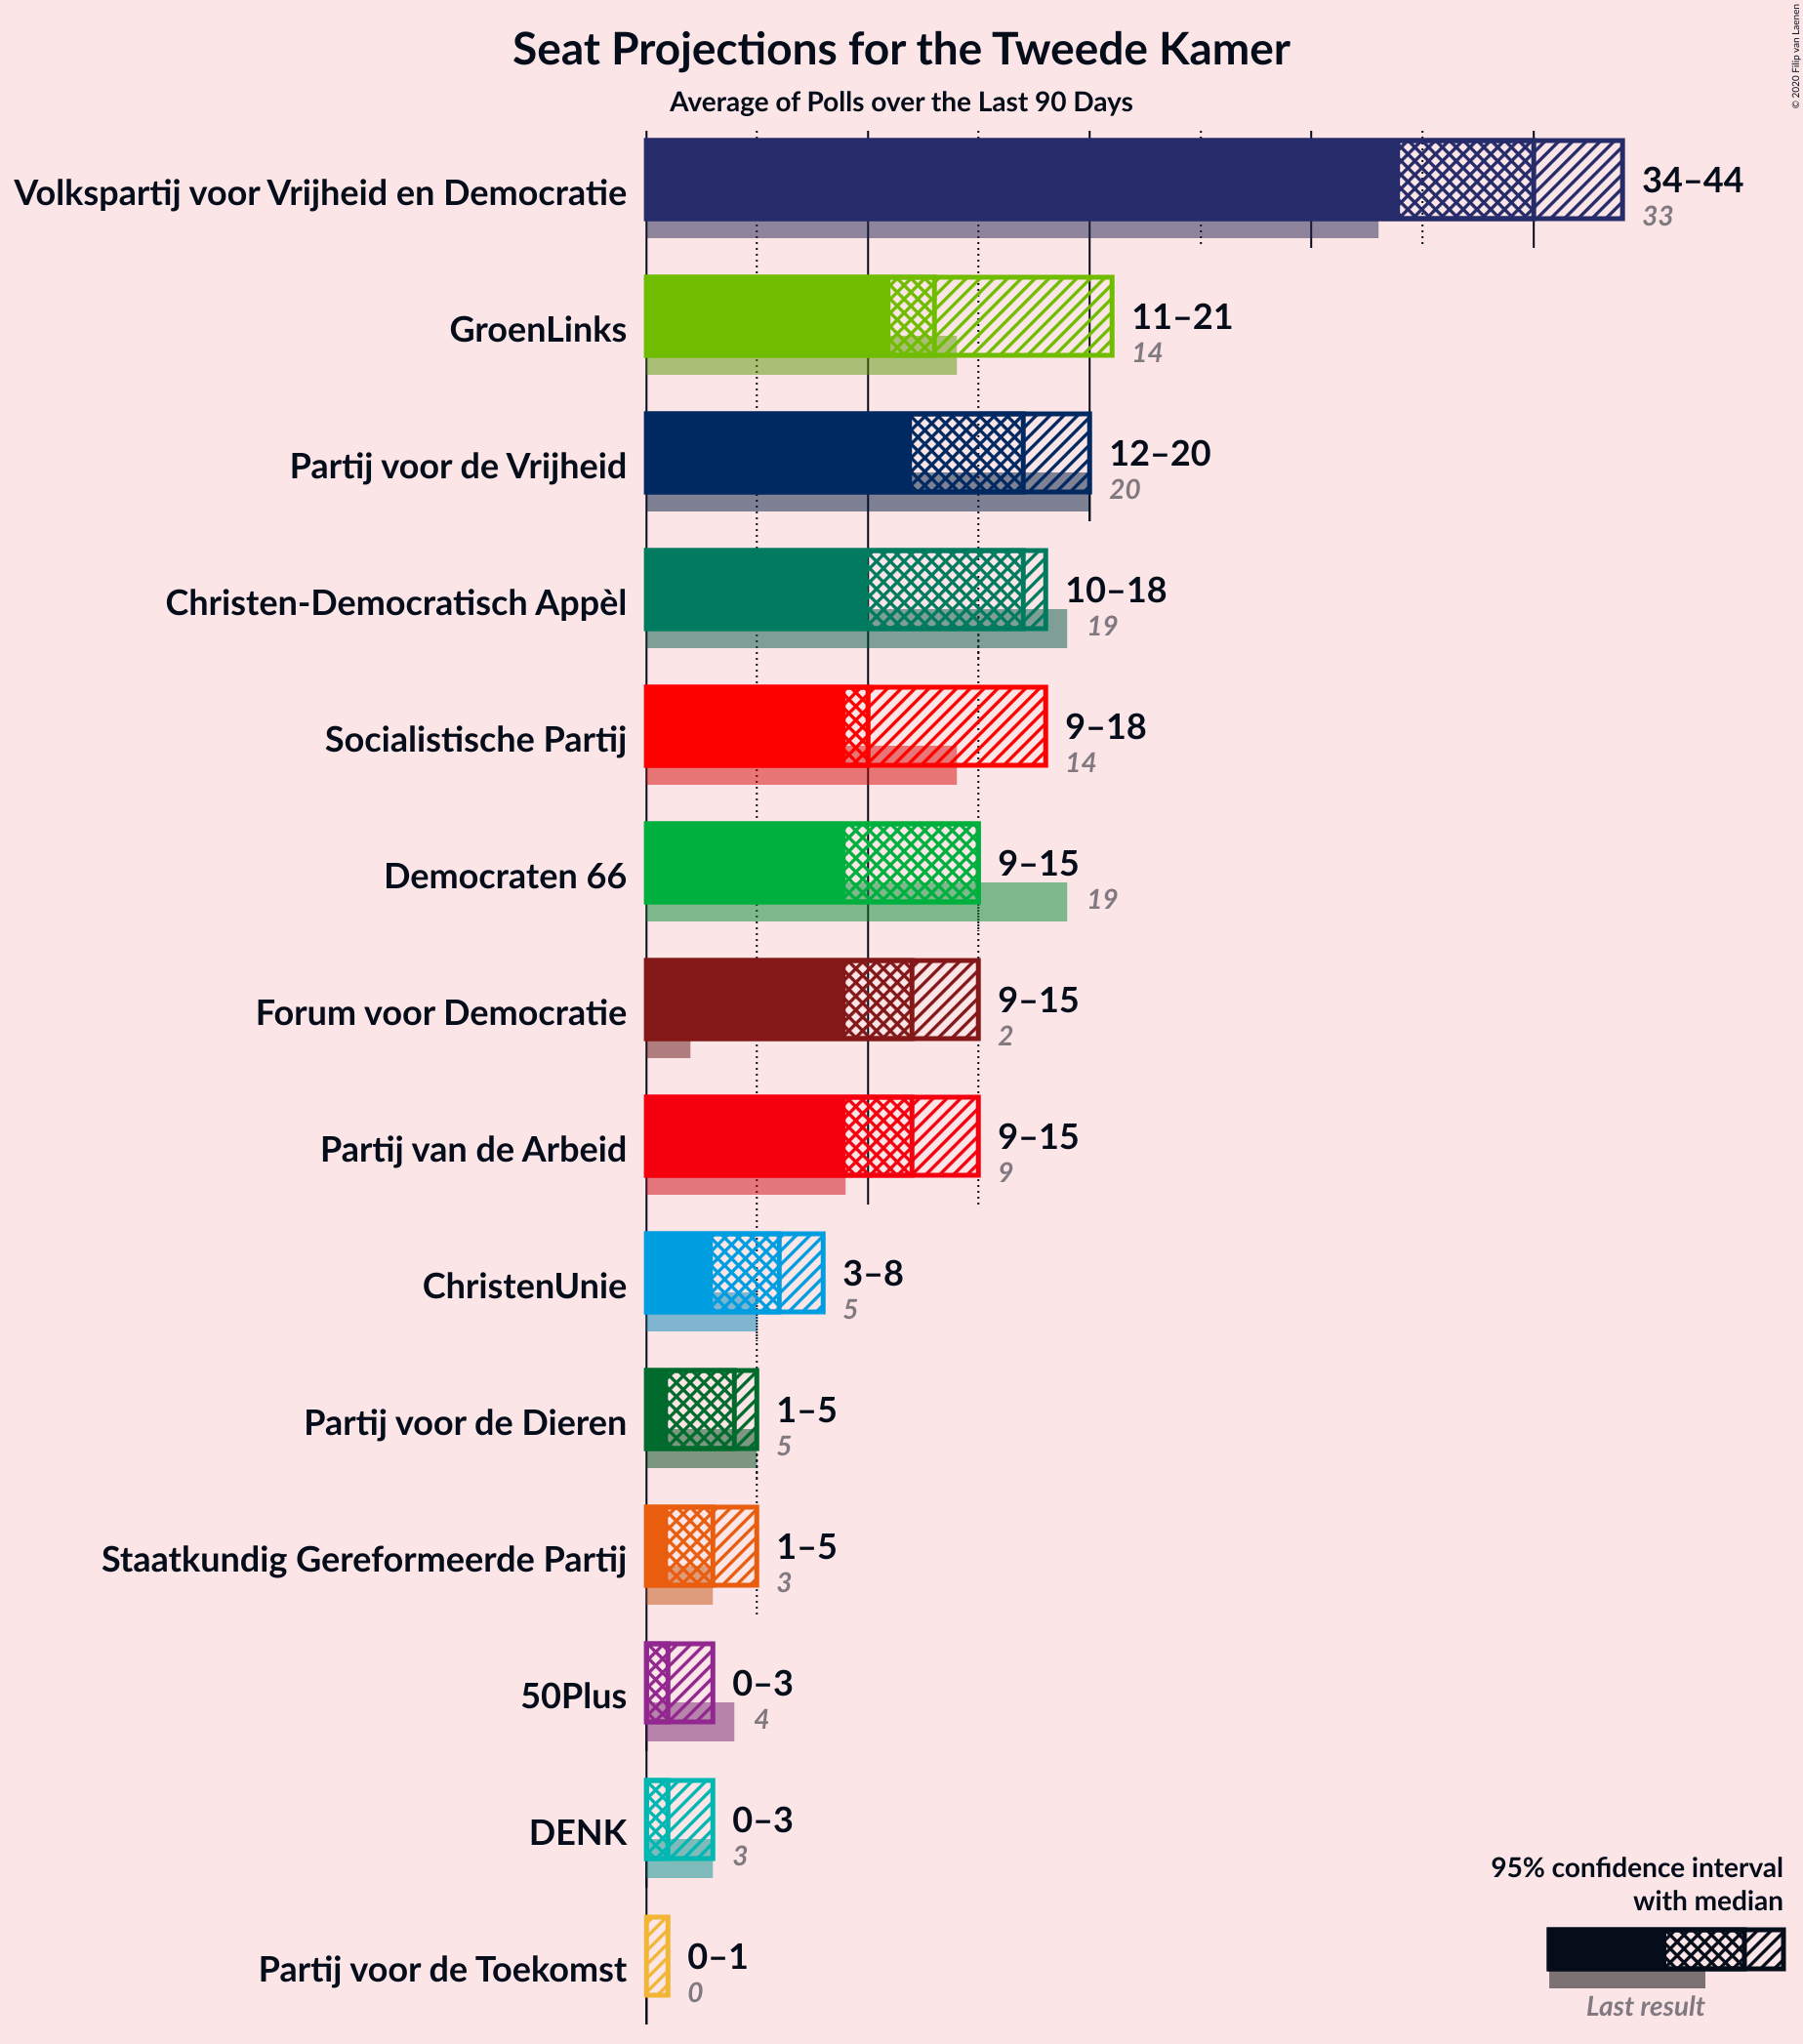 Seat Projections for the Tweede Kamer
Average of Polls over the Last 90 Days
© 2020 Filip van Laenen
Volkspartij voor Vrijheid en Democratie
34–44
33
GroenLinks
11–21
14
Partij voor de Vrijheid
12–20
20
Christen-Democratisch Appèl
10–18
19
Socialistische Partij
9–18
14
Democraten 66
9–15
19
Forum voor Democratie
9–15
2
Partij van de Arbeid
9–15
9
ChristenUnie
3–8
5
Partij voor de Dieren
1–5
5
Staatkundig Gereformeerde Partij
1–5
3
50Plus
0–3
4
DENK
0–3
3
Partij voor de Toekomst
0–1
0
95% confidence interval
with median
Last result